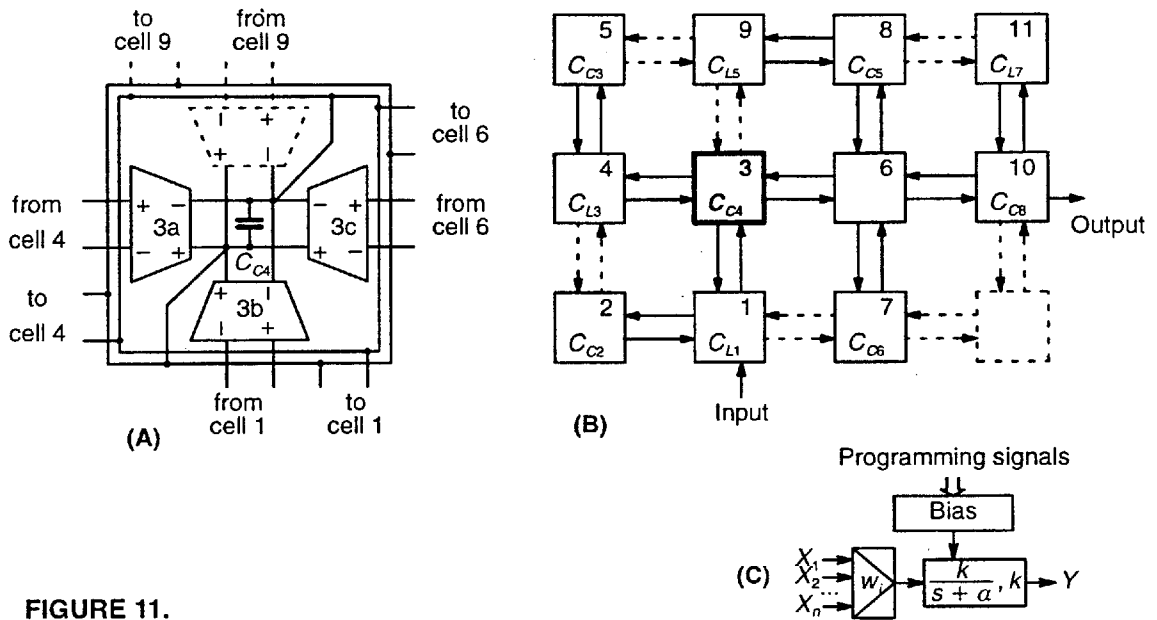 to
cell 9
from
cell 9
to
cell 6
from
cell 4
3a
3c
from
cell 6
C_C4
to
cell 4
3b
from
cell 1
to
cell 1
(A)
5
9
8
11
C_C3
C_L5
C_C5
C_L7
4
3
6
10
C_L3
C_C4
C_C8
Output
2
1
7
C_C2
C_L1
C_C6
Input
(B)
Programming signals
Bias
(C)
X_1
X_2
...
X_n
w_i
k
s + a
, k
Y
FIGURE 11.